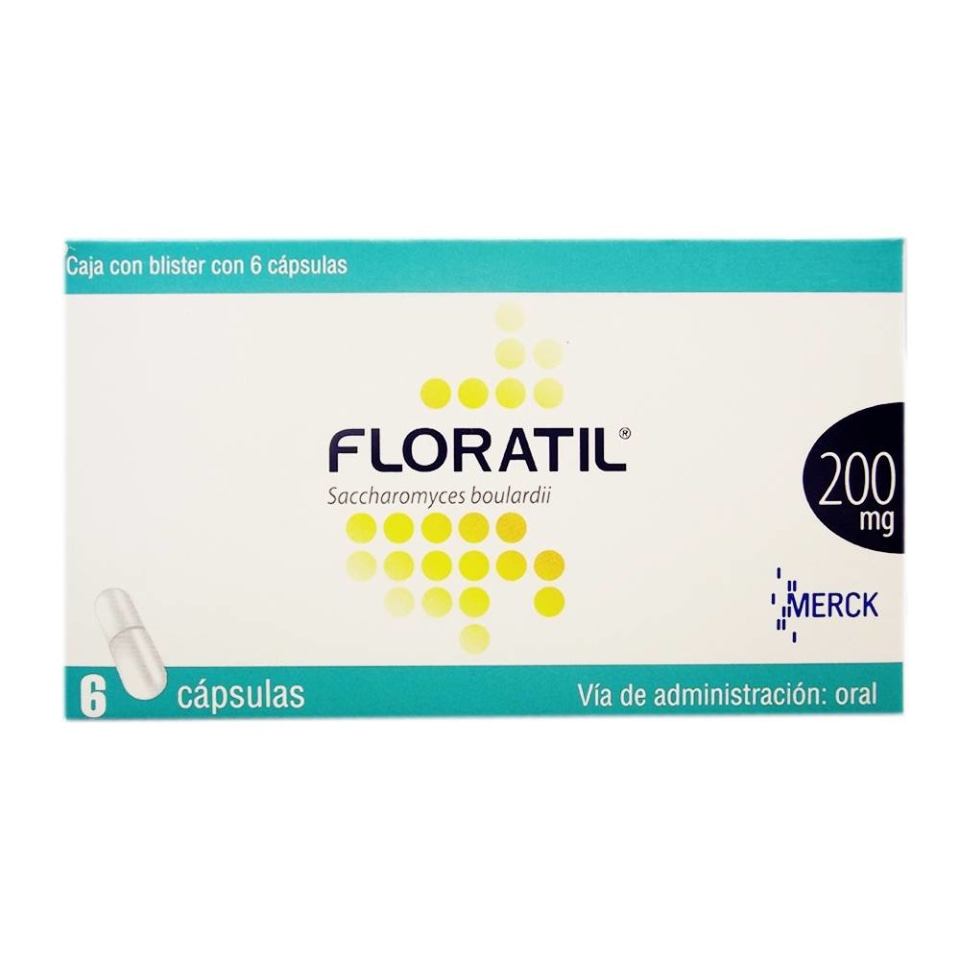 Caja con blister con 6 cápsulas
FLORATIL®
Saccharomyces boulardii
200
mg
MERCK
6 cápsulas
Vía de administración: oral